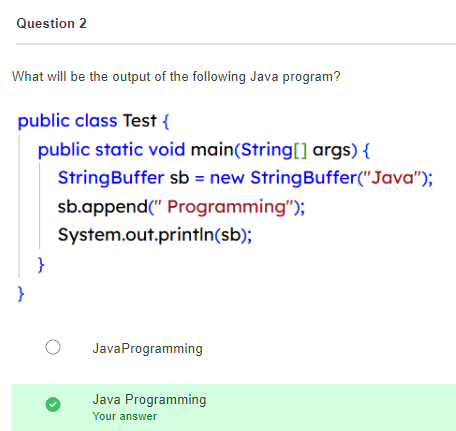 Question 2
What will be the output of the following Java program?
public class Test {
public static void main(String[] args) {
StringBuffer sb = new StringBuffer("Java");
sb.append(" Programming");
System.out.println(sb);
}
}
JavaProgramming
Java Programming
Your answer